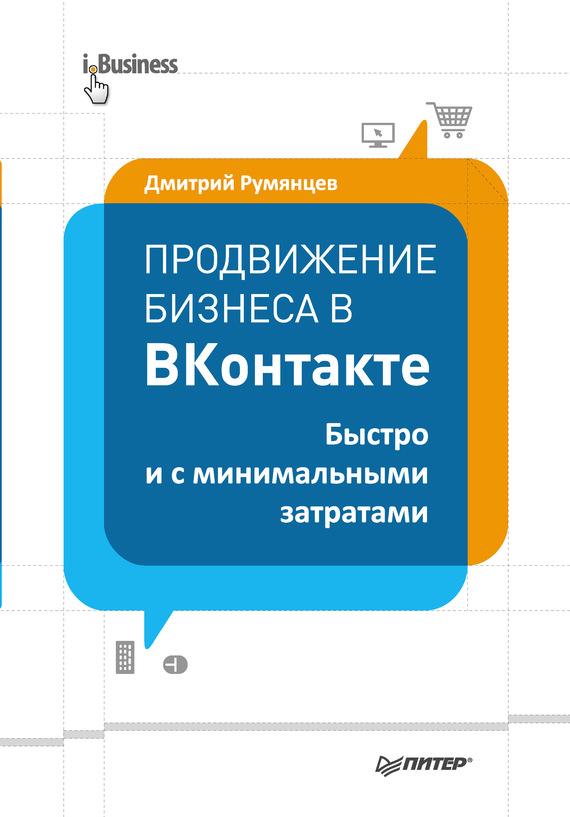 i.Business
Дмитрий Румянцев
ПРОДВИЖЕНИЕ
БИЗНЕСА В
ВКонтакте
Быстро
и с минимальными
затратами
ПИТЕР®